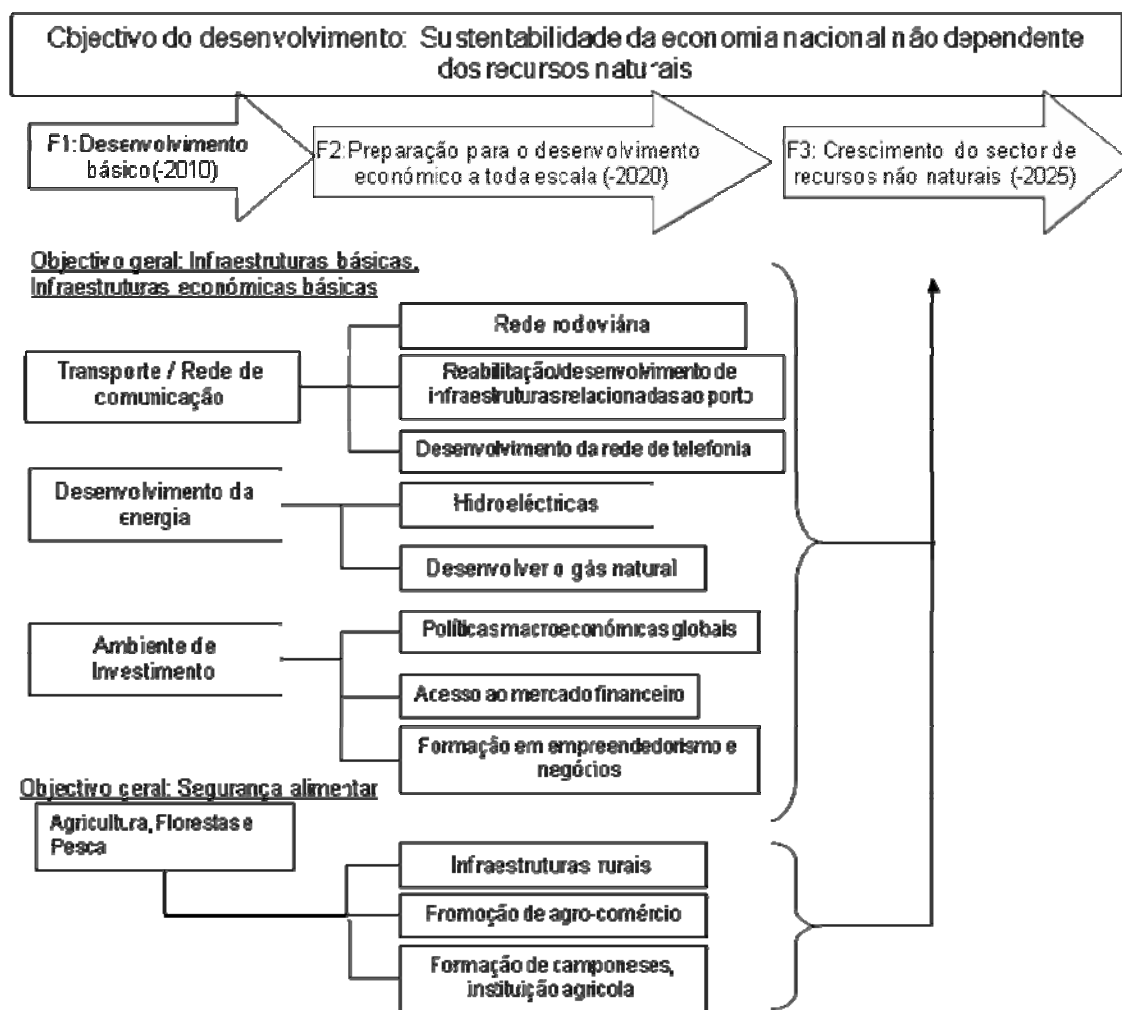 Objectivo do desenvolvimento: Sustentabilidade da economia nacional não dependente
dos recursos naturais
F1:Desenvolvimento
básico (-2010)
F2:Preparação para o desenvolvimento
económico a toda escala (-2020)
F3: Crescimento do sector de
recursos não naturais (-2025)
Objectivo geral: Infraestruturas básicas,
Infraestruturas económicas básicas
Transporte / Rede de
comunicação
Rede rodoviána
Reabilitação/desenvolvimento de
infraestruturas relacionadas ao porto
Desenvolvimento da rede de telefonia
Desenvolvimento da
energia
Hidroeléctricas
Desenvolver o gás natural
Ambiente de
Investimento
Políticas macroeconómicas globais
Acesso ao mercado financeiro
Formação em empreendedorismo e
negócios
Objectivo geral: Segurança alimentar
Agricultura, Florestas e
Pesca
Infraestruturas rurais
Promoção de agro-comércio
Formação de camponeses,
instituição agrícola